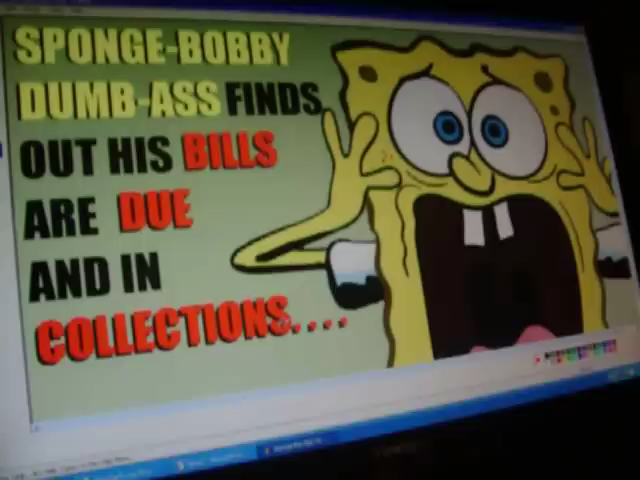 SPONGE-BOBBY
DUMB-ASS FINDS
OUT HIS BILLS
ARE DUE
AND IN
COLLECTIONS....